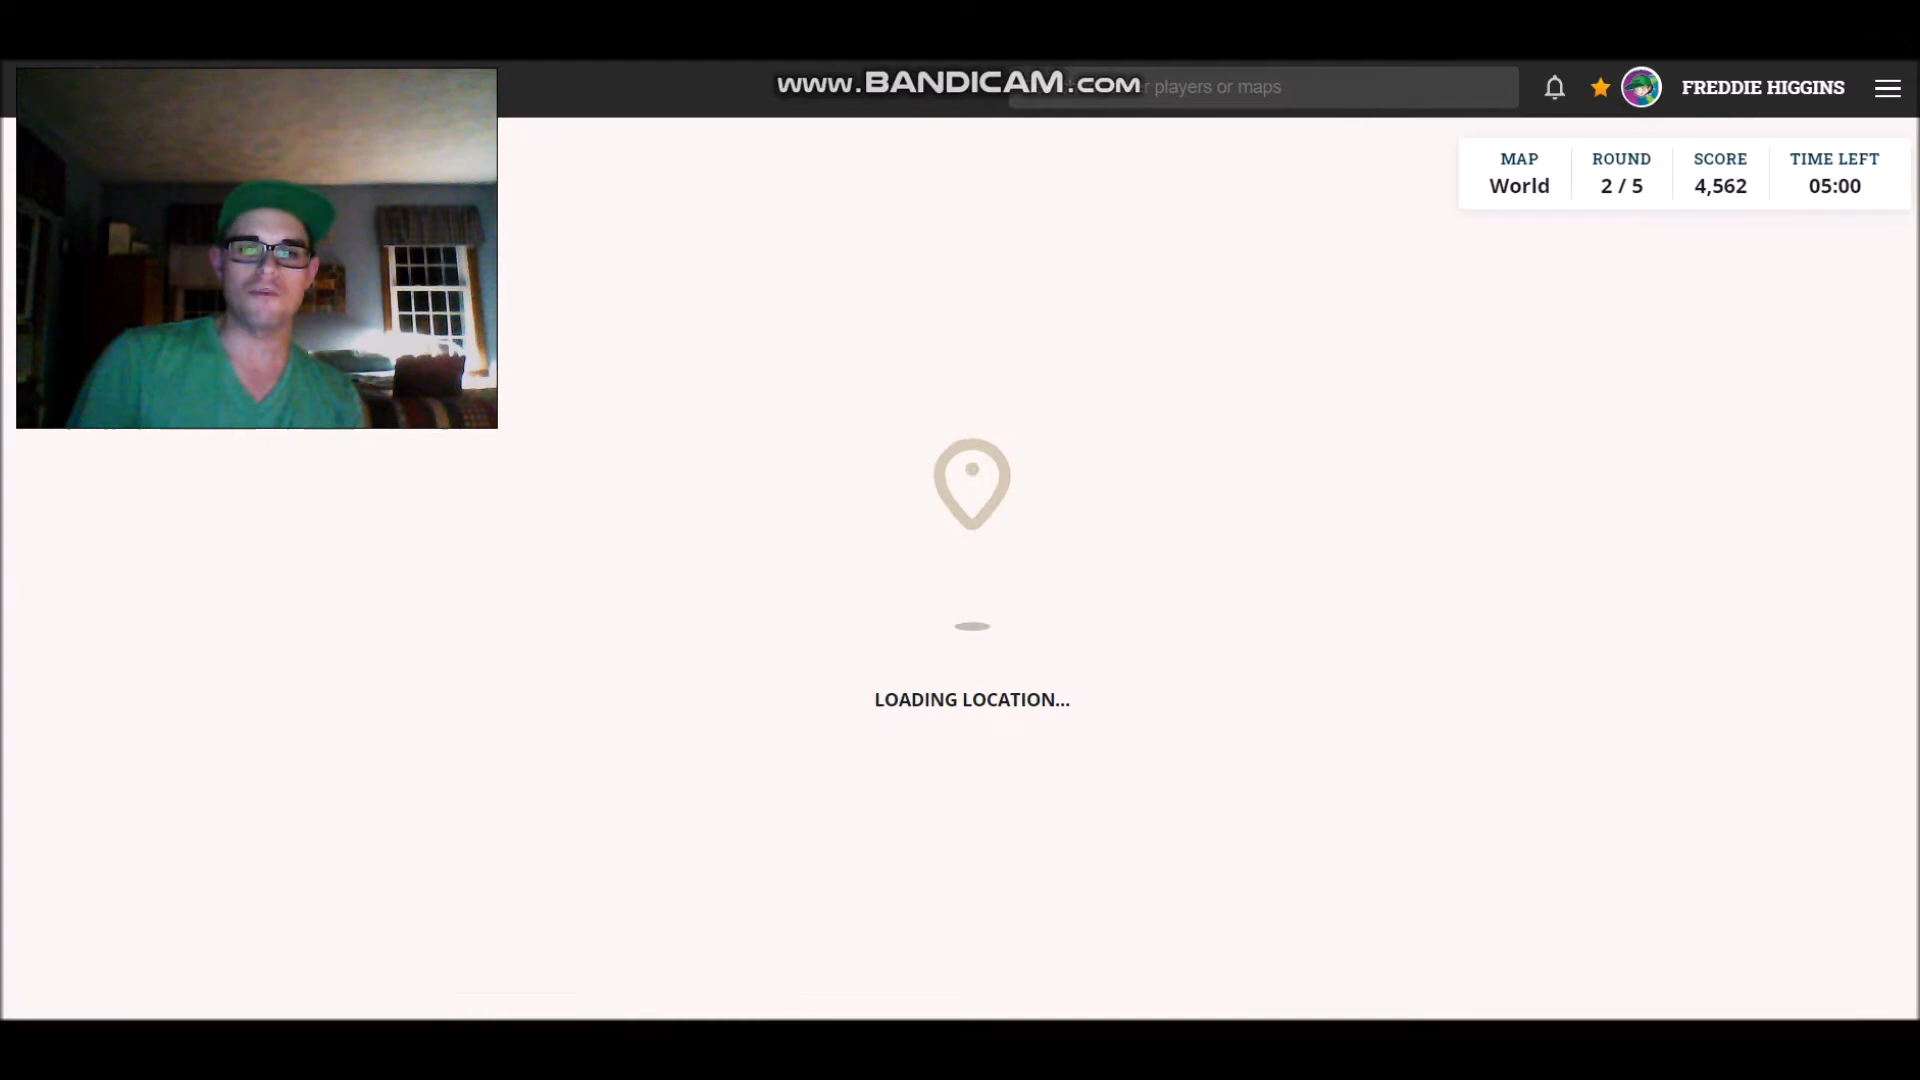 www.BANDICAM.com
players or maps
FREDDIE HIGGINS
MAP ROUND SCORE TIME LEFT
World 2 / 5 4,562 05:00
LOADING LOCATION...